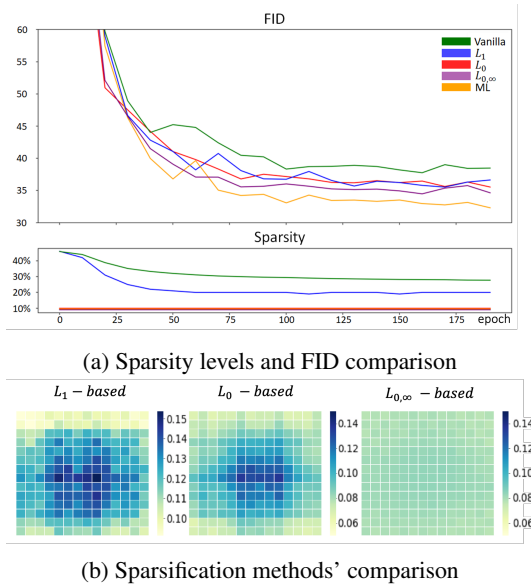 FID
60
55
50
45
40
35
30
Vanilla
L₁
L₀
L₀,∞
ML
Sparsity
40%
30%
20%
10%
0 25 50 75 100 125 150 175 epoch
(a) Sparsity levels and FID comparison
L₁ − based L₀ − based L₀,∞ − based
0.15
0.14
0.13
0.12
0.11
0.10
0.14
0.12
0.10
0.08
0.06
0.14
0.12
0.10
0.08
0.06
(b) Sparsification methods' comparison